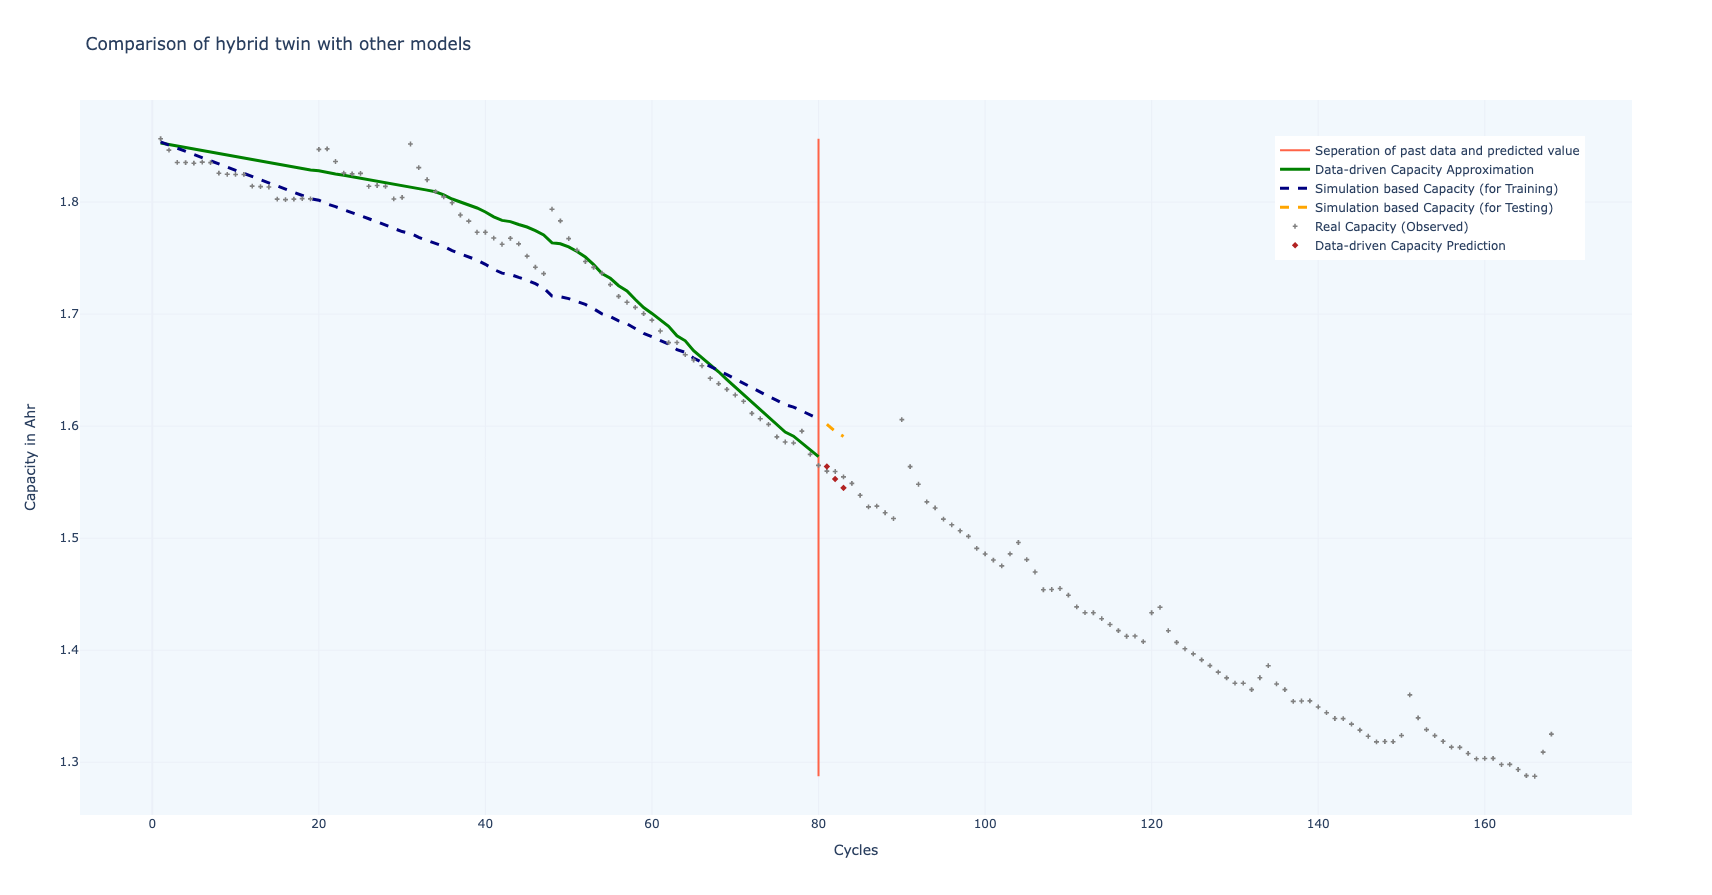 Comparison of hybrid twin with other models
Seperation of past data and predicted value
Data-driven Capacity Approximation
Simulation based Capacity (for Training)
Simulation based Capacity (for Testing)
Real Capacity (Observed)
Data-driven Capacity Prediction
Capacity in Ahr
1.8
1.7
1.6
1.5
1.4
1.3
0 20 40 60 80 100 120 140 160
Cycles